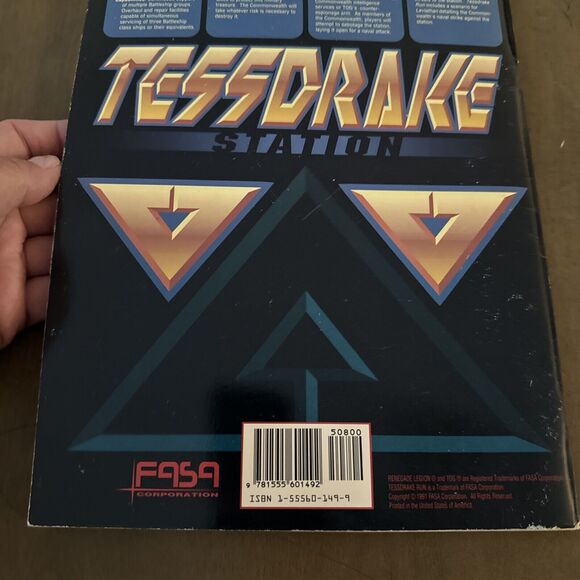 of multiple Battleship groups.
Overhaul and repair facilities
capable of simultaneous
servicing of three Battleship
class ships or their equivalents.
treasure. The Commonwealth will
take whatever risk is necessary to
destroy it.
Commonwealth Intelligence
services or TOG's counter-
espionage arm. As members of
the Commonwealth, players will
attempt to sabotage the station,
laying it open for a naval attack.
of the station. Tessdrake
Run includes a scenario for
Leviathan detailing the Common-
wealth's naval strike against the
station.
TESSDRAKE
STATION
50800
9 781555 601492
ISBN 1-55560-149-9
FASA
CORPORATION
RENEGADE LEGION ® and TOG ® are Registered Trademarks of FASA Corporation.
TESSDRAKE RUN is a Trademark of FASA Corporation.
Copyright © 1991 FASA Corporation. All Rights Reserved.
Printed in the United States of America.